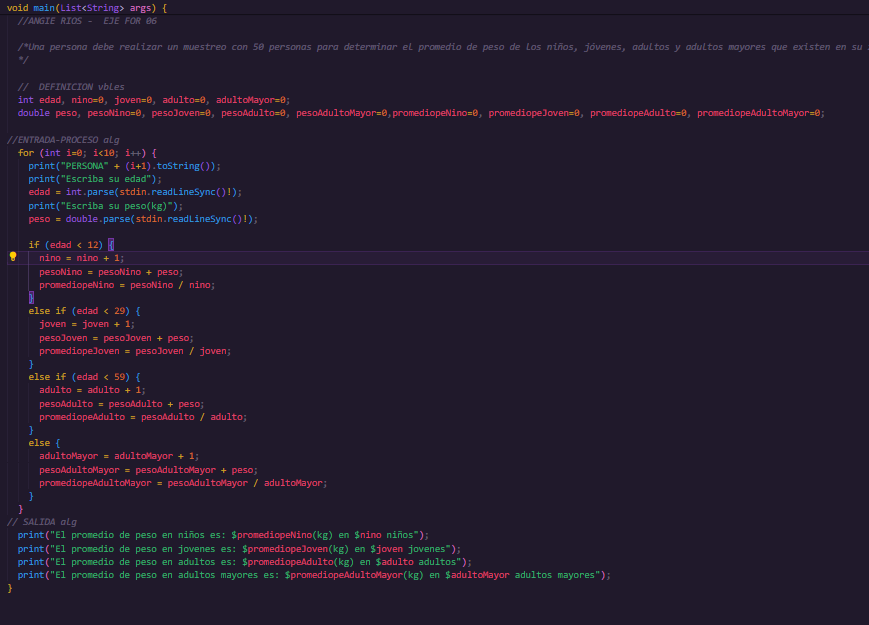 void main(List<String> args) {
//ANGIE RIOS -  EJE FOR 06
/*Una persona debe realizar un muestreo con 50 personas para determinar el promedio de peso de los niños, jóvenes, adultos y adultos mayores que existen en su
*/
//  DEFINICION vbles
int edad, nino=0, joven=0, adulto=0, adultoMayor=0;
double peso, pesoNino=0, pesoJoven=0, pesoAdulto=0, pesoAdultoMayor=0,promediopeNino=0, promediopeJoven=0, promediopeAdulto=0, promediopeAdultoMayor=0;
//ENTRADA-PROCESO alg
for (int i=0; i<10; i++) {
print("PERSONA" + (i+1).toString());
print("Escriba su edad");
edad = int.parse(stdin.readLineSync()!);
print("Escriba su peso(kg)");
peso = double.parse(stdin.readLineSync()!);
if (edad < 12) {
nino = nino + 1;
pesoNino = pesoNino + peso;
promediopeNino = pesoNino / nino;
}
else if (edad < 29) {
joven = joven + 1;
pesoJoven = pesoJoven + peso;
promediopeJoven = pesoJoven / joven;
}
else if (edad < 59) {
adulto = adulto + 1;
pesoAdulto = pesoAdulto + peso;
promediopeAdulto = pesoAdulto / adulto;
}
else {
adultoMayor = adultoMayor + 1;
pesoAdultoMayor = pesoAdultoMayor + peso;
promediopeAdultoMayor = pesoAdultoMayor / adultoMayor;
}
}
// SALIDA alg
print("El promedio de peso en niños es: $promediopeNino(kg) en $nino niños");
print("El promedio de peso en jovenes es: $promediopeJoven(kg) en $joven jovenes");
print("El promedio de peso en adultos es: $promediopeAdulto(kg) en $adulto adultos");
print("El promedio de peso en adultos mayores es: $promediopeAdultoMayor(kg) en $adultoMayor adultos mayores");
}